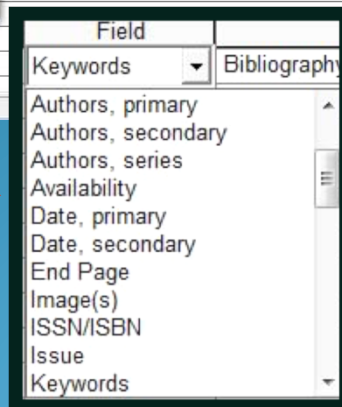 Field
Keywords Bibliography
Authors, primary
Authors, secondary
Authors, series
Availability
Date, primary
Date, secondary
End Page
Image(s)
ISSN/ISBN
Issue
Keywords